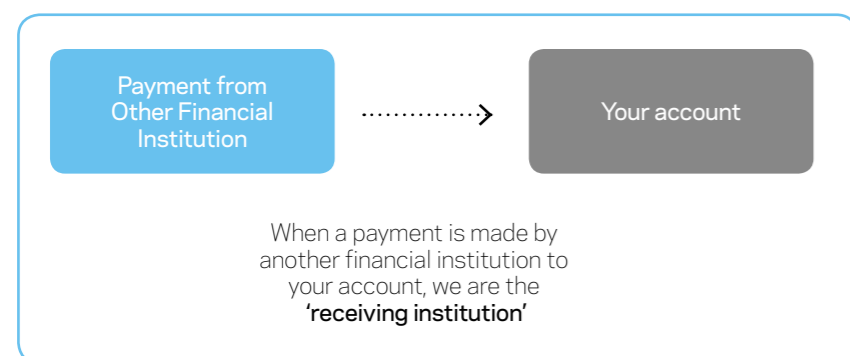 Payment from
Other Financial
Institution
Your account
When a payment is made by
another financial institution to
your account, we are the
‘receiving institution’